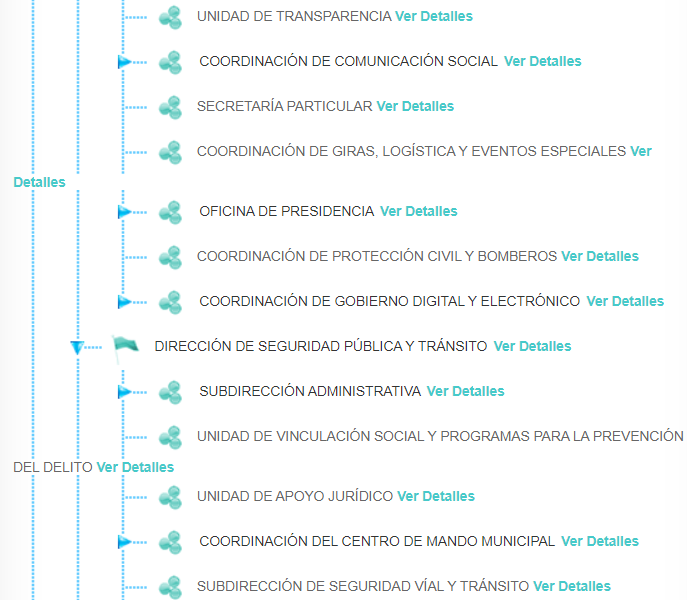 UNIDAD DE TRANSPARENCIA Ver Detalles
COORDINACIÓN DE COMUNICACIÓN SOCIAL Ver Detalles
SECRETARÍA PARTICULAR Ver Detalles
COORDINACIÓN DE GIRAS, LOGÍSTICA Y EVENTOS ESPECIALES Ver
Detalles
OFICINA DE PRESIDENCIA Ver Detalles
COORDINACIÓN DE PROTECCIÓN CIVIL Y BOMBEROS Ver Detalles
COORDINACIÓN DE GOBIERNO DIGITAL Y ELECTRÓNICO Ver Detalles
DIRECCIÓN DE SEGURIDAD PÚBLICA Y TRÁNSITO Ver Detalles
SUBDIRECCIÓN ADMINISTRATIVA Ver Detalles
UNIDAD DE VINCULACIÓN SOCIAL Y PROGRAMAS PARA LA PREVENCIÓN
DEL DELITO Ver Detalles
UNIDAD DE APOYO JURÍDICO Ver Detalles
COORDINACIÓN DEL CENTRO DE MANDO MUNICIPAL Ver Detalles
SUBDIRECCIÓN DE SEGURIDAD VÍAL Y TRÁNSITO Ver Detalles